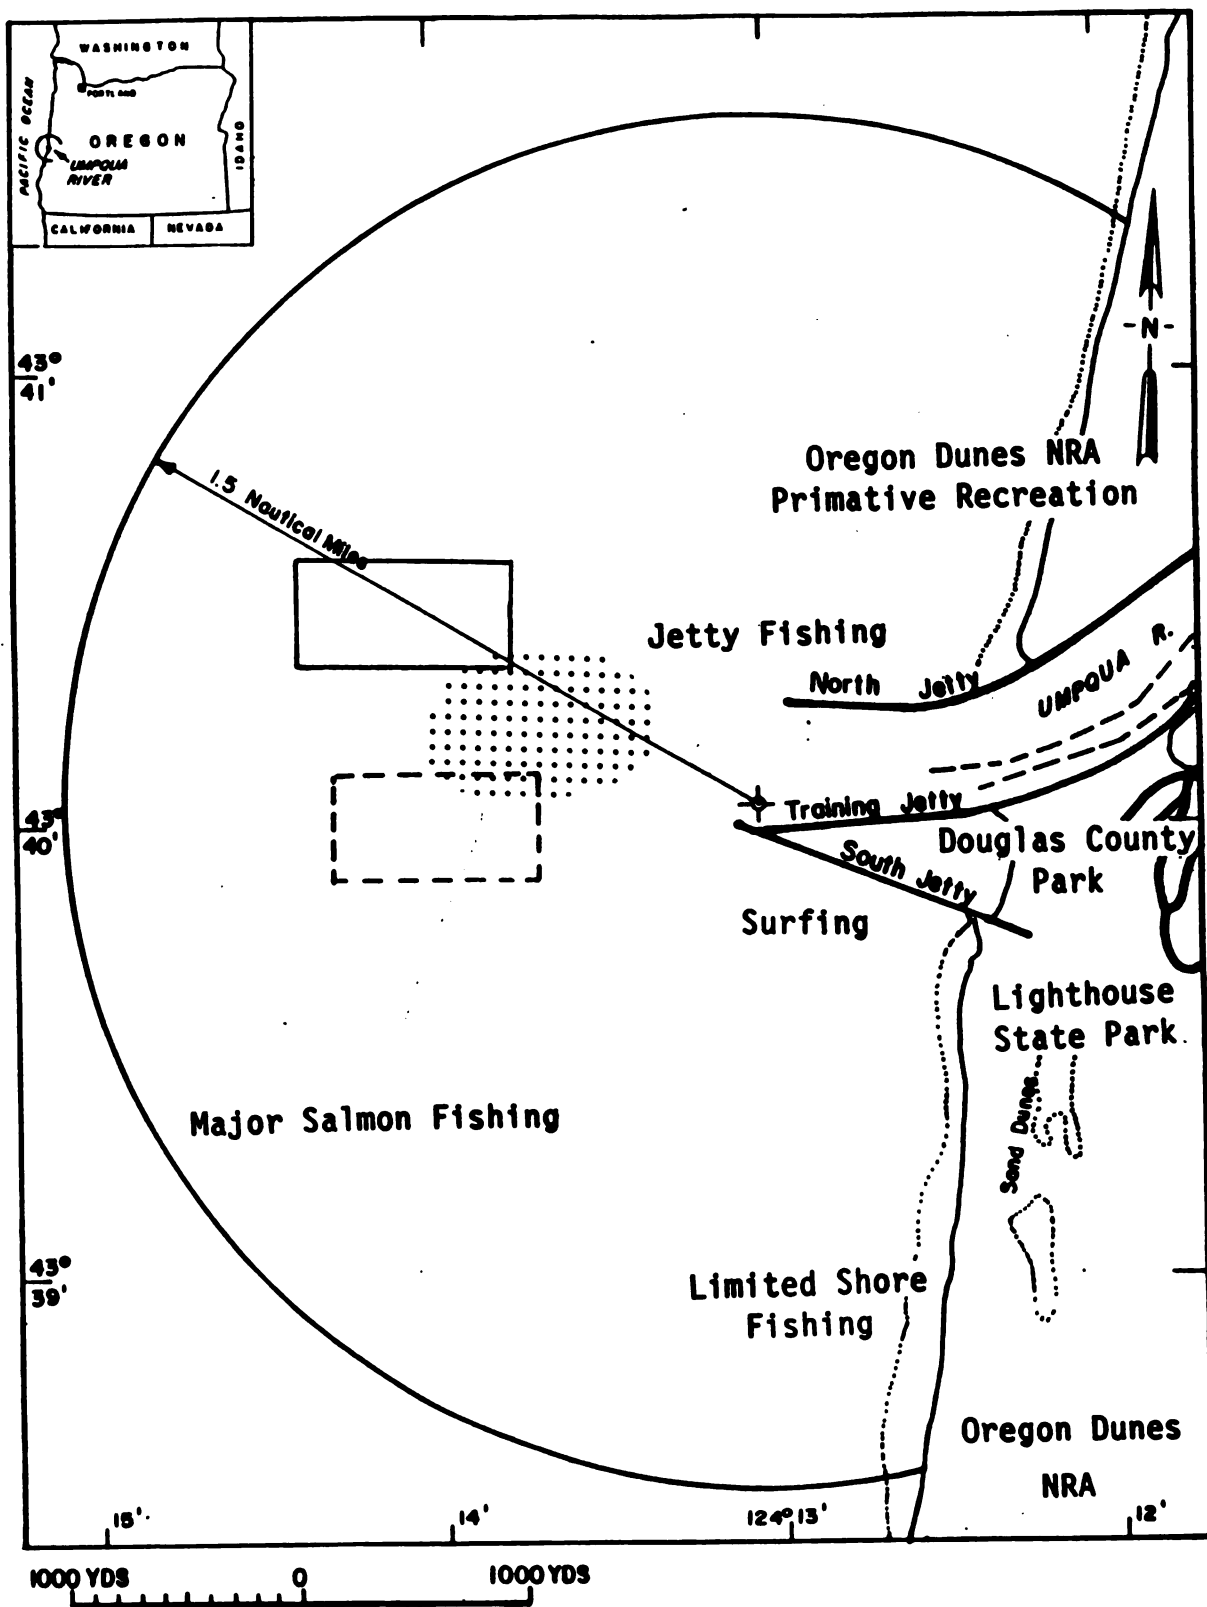 WASHINGTON
PORTLAND
PACIFIC OCEAN
OREGON
IDAHO
UMPQUA
RIVER
CALIFORNIA
NEVADA
-N-
43°
41'
1.5 Nautical Miles
Oregon Dunes NRA
Primative Recreation
Jetty Fishing
North Jetty
UMPQUA R.
43°
40'
Training Jetty
South Jetty
Douglas County
Park
Surfing
Lighthouse
State Park
Sand Dunes
Major Salmon Fishing
43°
39'
Limited Shore
Fishing
Oregon Dunes
NRA
15' 14' 124° 13' 12'
1000 YDS 0 1000 YDS